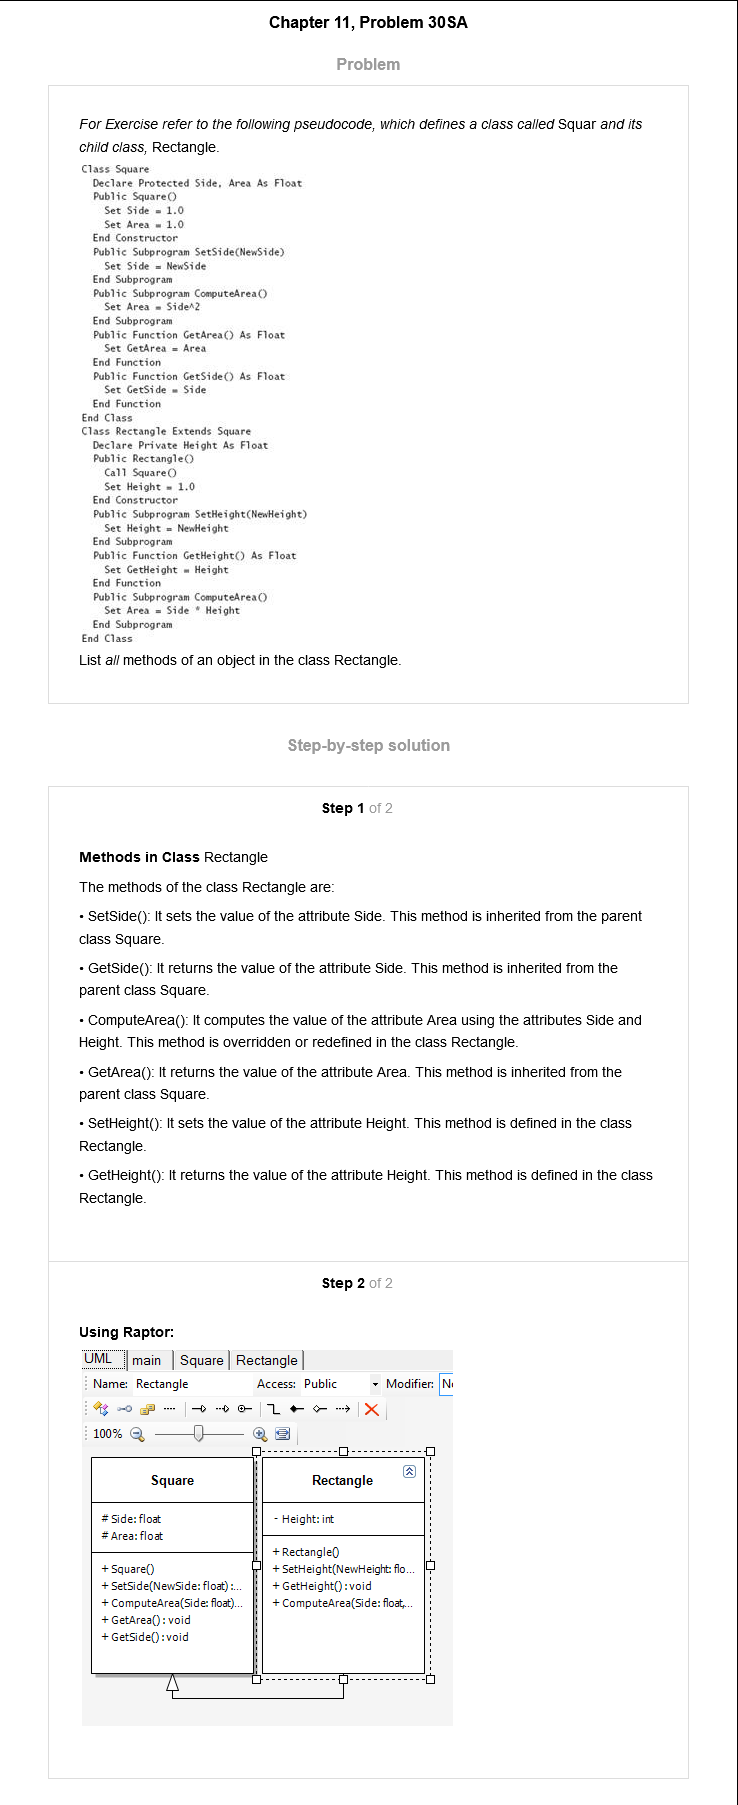 Chapter 11, Problem 30SA
Problem
For Exercise refer to the following pseudocode, which defines a class called Squar and its
child class, Rectangle.
Class Square
Declare Protected Side, Area As Float
Public Square()
Set Side = 1.0
Set Area = 1.0
End Constructor
Public Subprogram SetSide(NewSide)
Set Side = NewSide
End Subprogram
Public Subprogram ComputeArea()
Set Area = Side^2
End Subprogram
Public Function GetArea() As Float
Set GetArea = Area
End Function
Public Function GetSide() As Float
Set GetSide = Side
End Function
End Class
Class Rectangle Extends Square
Declare Private Height As Float
Public Rectangle()
Call Square()
Set Height = 1.0
End Constructor
Public Subprogram SetHeight(NewHeight)
Set Height = NewHeight
End Subprogram
Public Function GetHeight() As Float
Set GetHeight = Height
End Function
Public Subprogram ComputeArea()
Set Area = Side * Height
End Subprogram
End Class
List all methods of an object in the class Rectangle.
Step-by-step solution
Step 1 of 2
Methods in Class Rectangle
The methods of the class Rectangle are:
• SetSide(): It sets the value of the attribute Side. This method is inherited from the parent
class Square.
• GetSide(): It returns the value of the attribute Side. This method is inherited from the
parent class Square.
• ComputeArea(): It computes the value of the attribute Area using the attributes Side and
Height. This method is overridden or redefined in the class Rectangle.
• GetArea(): It returns the value of the attribute Area. This method is inherited from the
parent class Square.
• SetHeight(): It sets the value of the attribute Height. This method is defined in the class
Rectangle.
• GetHeight(): It returns the value of the attribute Height. This method is defined in the class
Rectangle.
Step 2 of 2
Using Raptor:
UML main Square Rectangle
Name: Rectangle Access: Public Modifier: N
100%
Square
# Side: float
# Area: float
+ Square()
+ SetSide(NewSide: float) :...
+ ComputeArea(Side: float)...
+ GetArea() : void
+ GetSide() : void
Rectangle
- Height: int
+ Rectangle()
+ SetHeight(NewHeight: flo...
+ GetHeight() : void
+ ComputeArea(Side: float,...